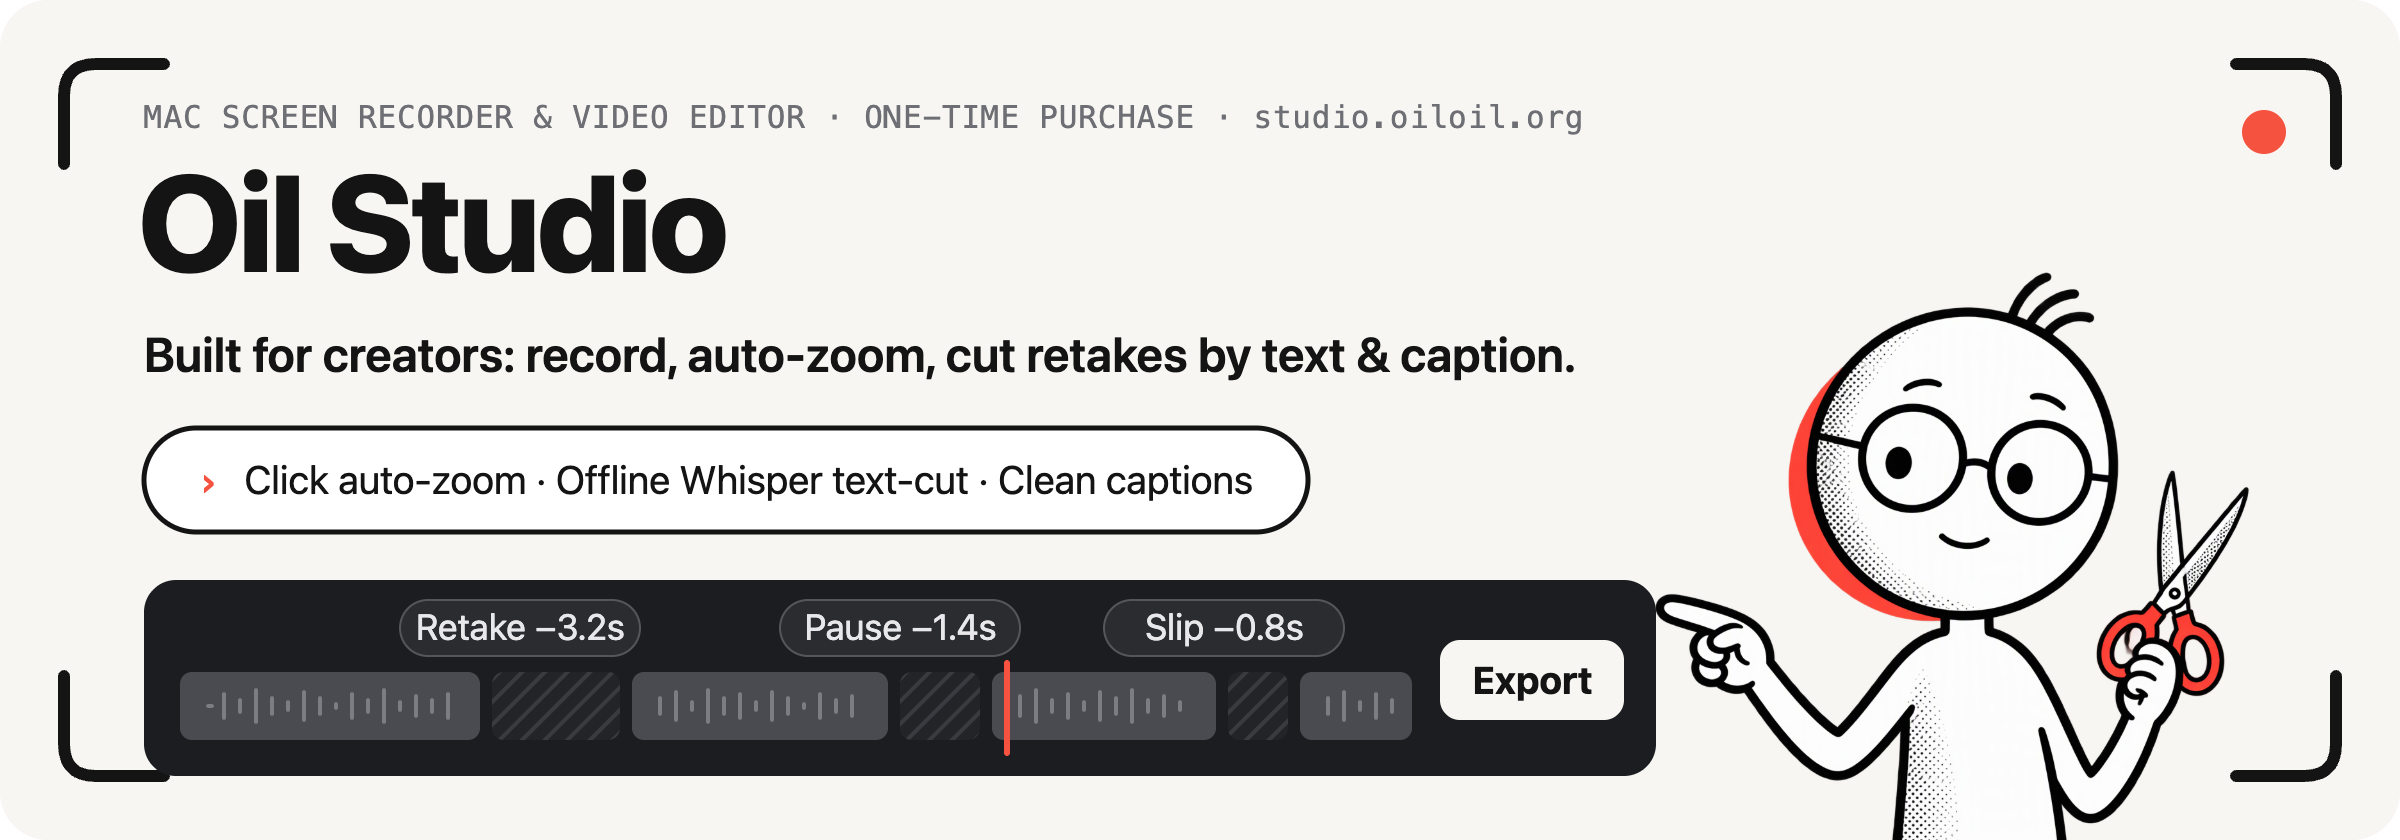 MAC SCREEN RECORDER & VIDEO EDITOR · ONE–TIME PURCHASE · studio.oiloil.org
Oil Studio
Built for creators: record, auto-zoom, cut retakes by text & caption.
› Click auto-zoom · Offline Whisper text-cut · Clean captions
Retake –3.2s
Pause –1.4s
Slip –0.8s
Export